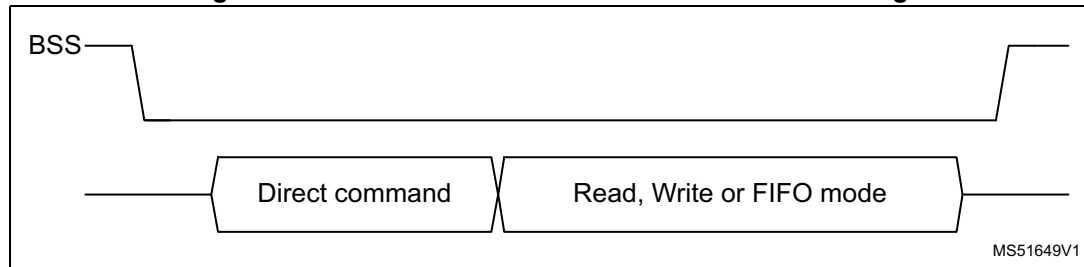 BSS
Direct command
Read, Write or FIFO mode
MS51649V1